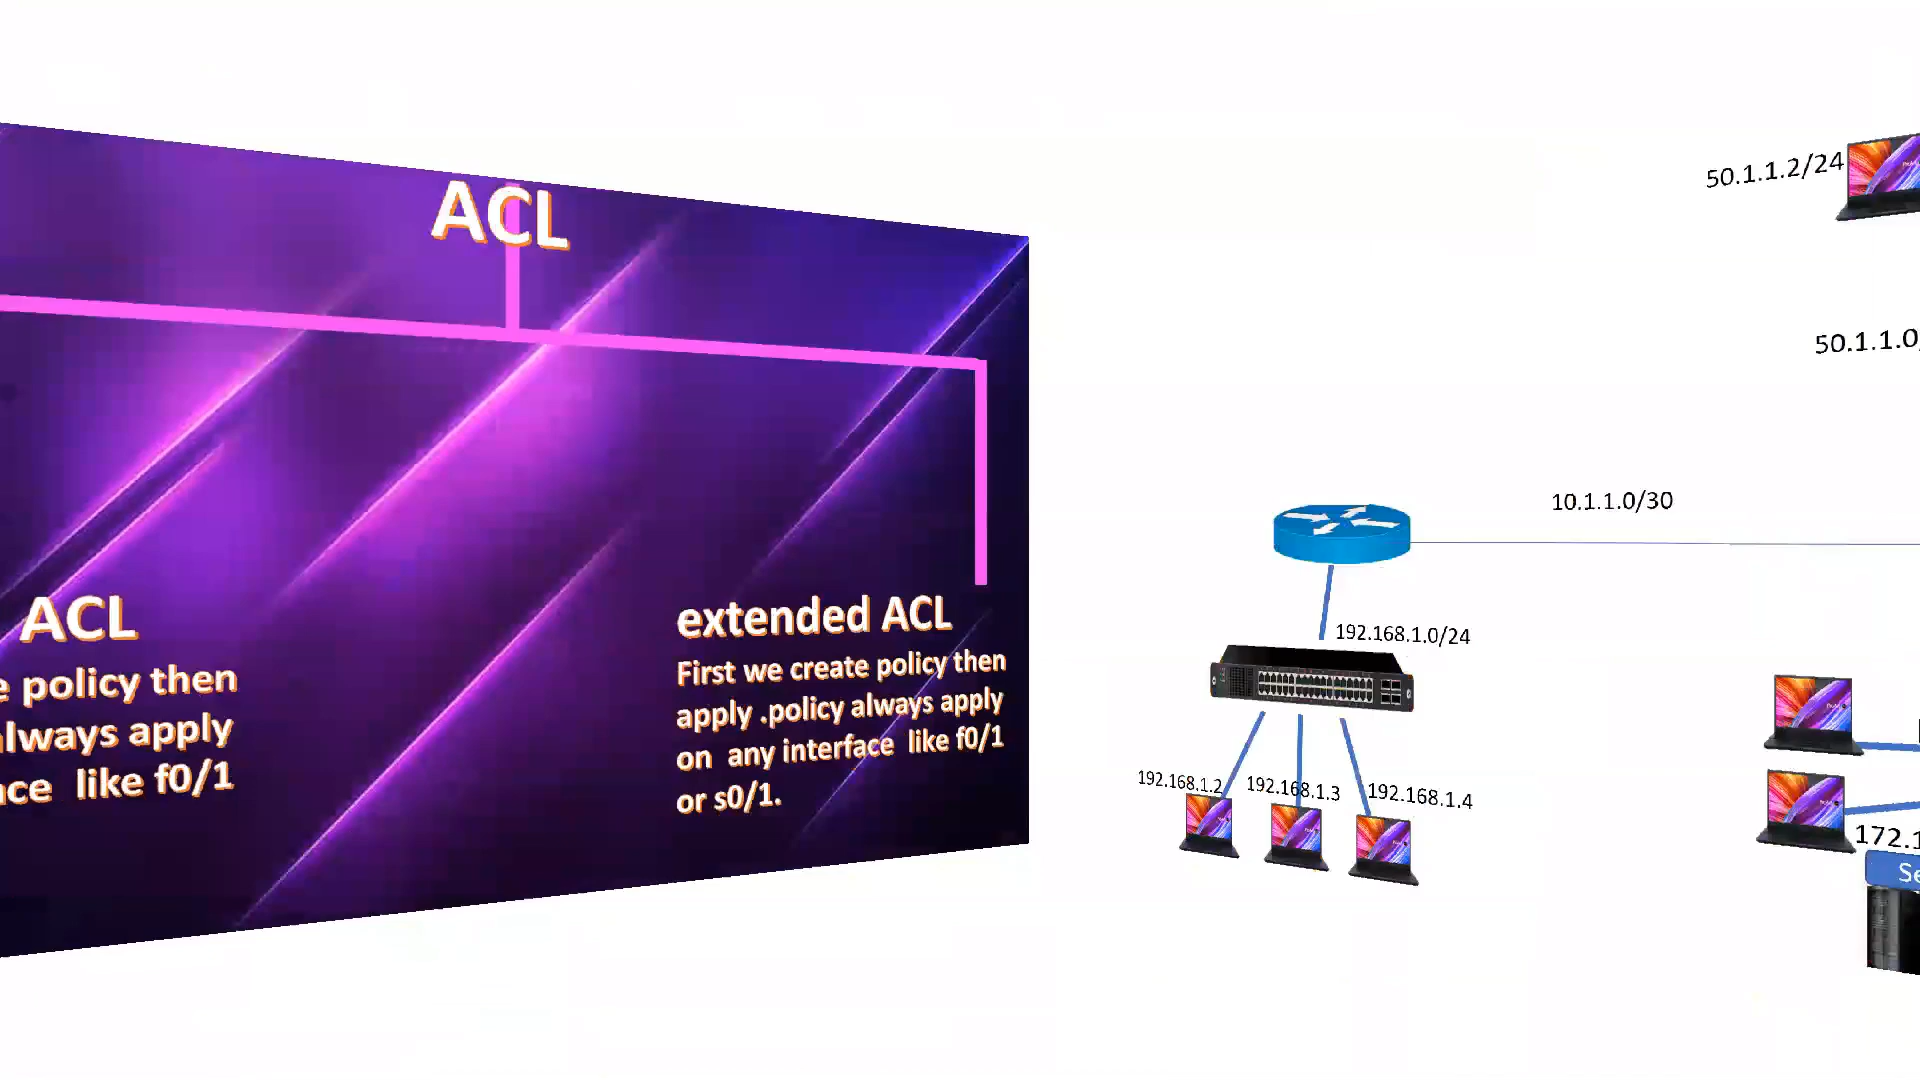 ACL
ACL
policy then
always apply
like f0/1
extended ACL
First we create policy then
apply .policy always apply
on any interface like f0/1
or s0/1.
50.1.1.2/24
50.1.1.0
10.1.1.0/30
192.168.1.0/24
192.168.1.2
192.168.1.3
192.168.1.4
172.1